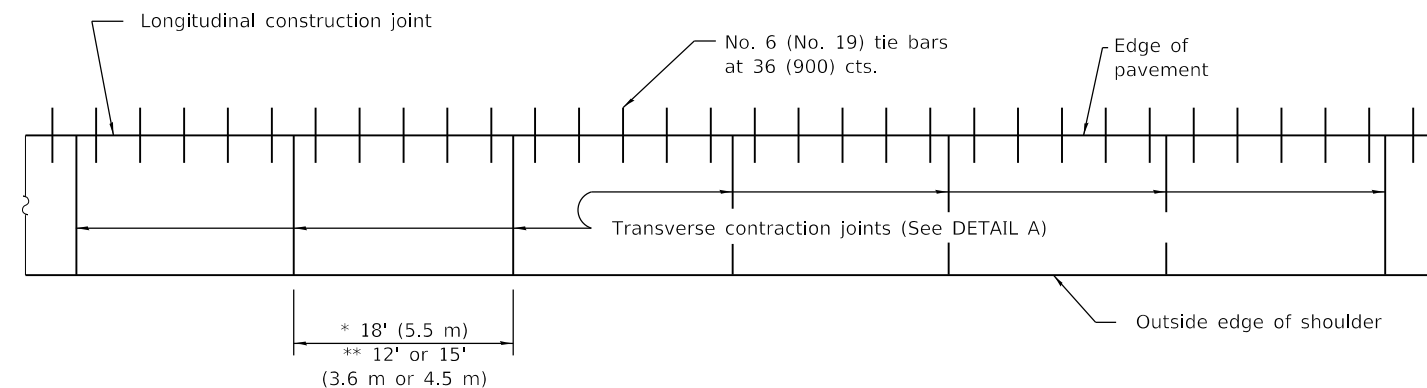 Longitudinal construction joint
No. 6 (No. 19) tie bars
at 36 (900) cts.
Edge of
pavement
Transverse contraction joints (See DETAIL A)
* 18' (5.5 m)
** 12' or 15'
(3.6 m or 4.5 m)
Outside edge of shoulder